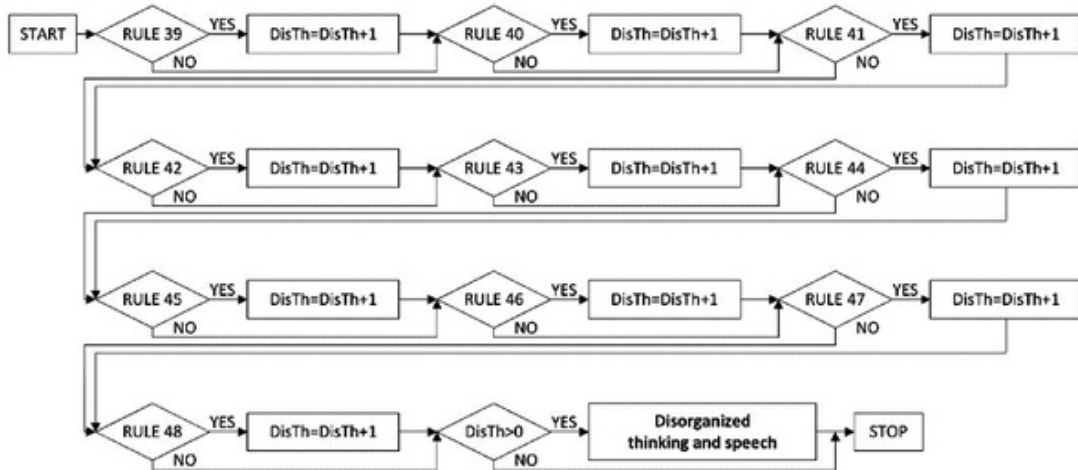 START
RULE 39
YES
DisTh=DisTh+1
NO
RULE 40
YES
DisTh=DisTh+1
NO
RULE 41
YES
DisTh=DisTh+1
NO
RULE 42
YES
DisTh=DisTh+1
NO
RULE 43
YES
DisTh=DisTh+1
NO
RULE 44
YES
DisTh=DisTh+1
NO
RULE 45
YES
DisTh=DisTh+1
NO
RULE 46
YES
DisTh=DisTh+1
NO
RULE 47
YES
DisTh=DisTh+1
NO
RULE 48
YES
DisTh=DisTh+1
NO
DisTh>0
YES
Disorganized
thinking and speech
NO
STOP